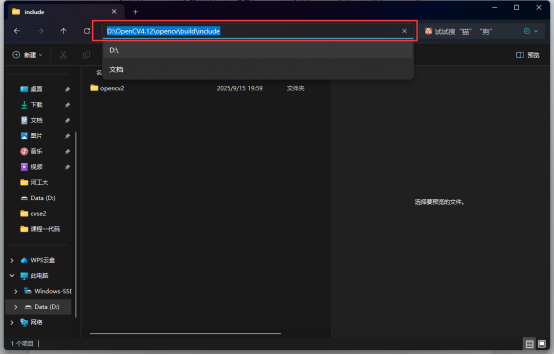 include
D:\OpenCV4.12\opencv\build\include
试试搜 "猫" "狗"
新建
D:\
预览
文档
名
桌面
opencv2
2025/9/15 19:59
文件夹
下载
文档
图片
音乐
视频
河工大
Data (D:)
cvse2
课程一代码
选择要预览的文件。
WPS云盘
此电脑
Windows-SSI
Data (D:)
网络
1 个项目